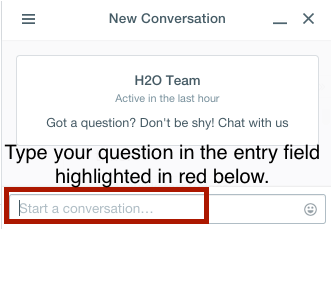 New Conversation
H2O Team
Active in the last hour
Got a question? Don't be shy! Chat with us
Type your question in the entry field
highlighted in red below.
Start a conversation…